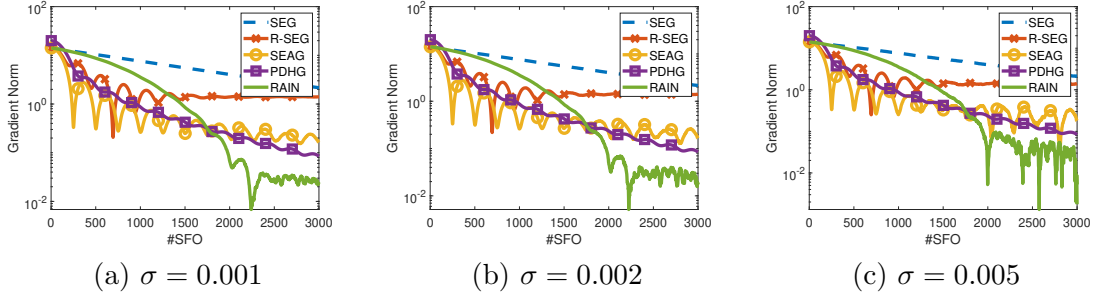 10^2
10^0
10^-2
Gradient Norm
SEG
R-SEG
SEAG
PDHG
RAIN
0 500 1000 1500 2000 2500 3000
#SFO
(a) σ = 0.001
10^2
10^0
10^-2
Gradient Norm
SEG
R-SEG
SEAG
PDHG
RAIN
0 500 1000 1500 2000 2500 3000
#SFO
(b) σ = 0.002
10^2
10^0
10^-2
Gradient Norm
SEG
R-SEG
SEAG
PDHG
RAIN
0 500 1000 1500 2000 2500 3000
#SFO
(c) σ = 0.005